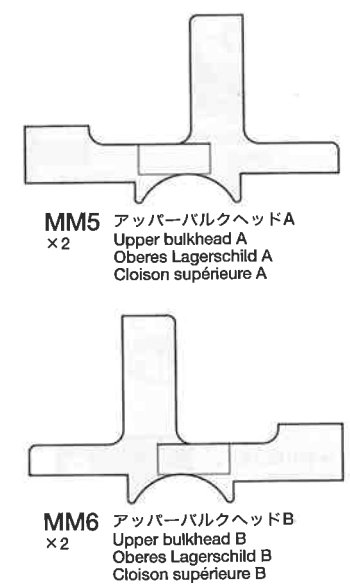 MM5 アッパーバルクヘッドA
×2 Upper bulkhead A
Oberes Lagerschild A
Cloison supérieure A
MM6 アッパーバルクヘッドB
×2 Upper bulkhead B
Oberes Lagerschild B
Cloison supérieure B